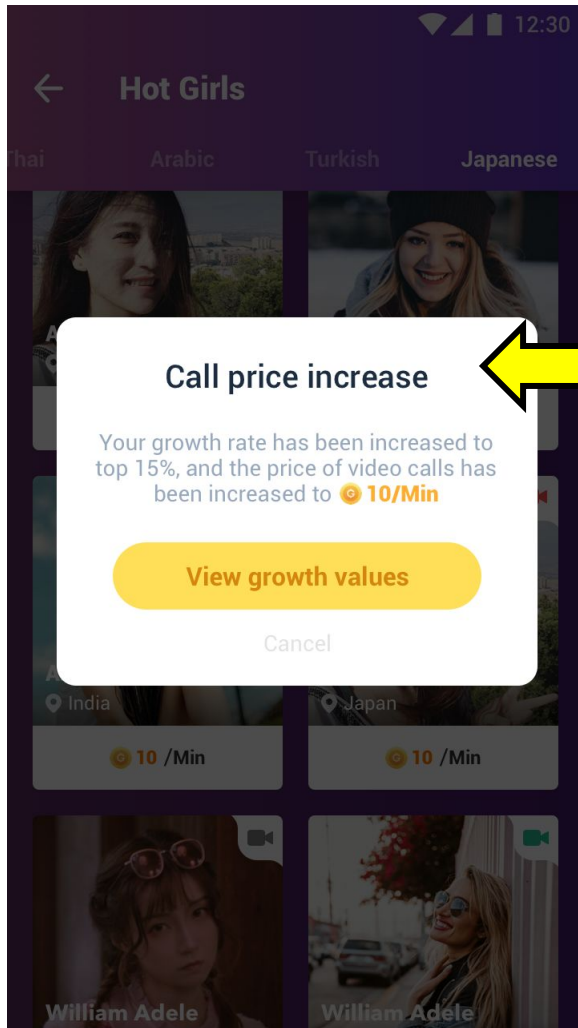 12:30
Hot Girls
Thai Arabic Turkish Japanese
Call price increase
Your growth rate has been increased to
top 15%, and the price of video calls has
been increased to G 10/Min
View growth values
Cancel
India Japan
G 10 /Min G 10 /Min
William Adele William Adele